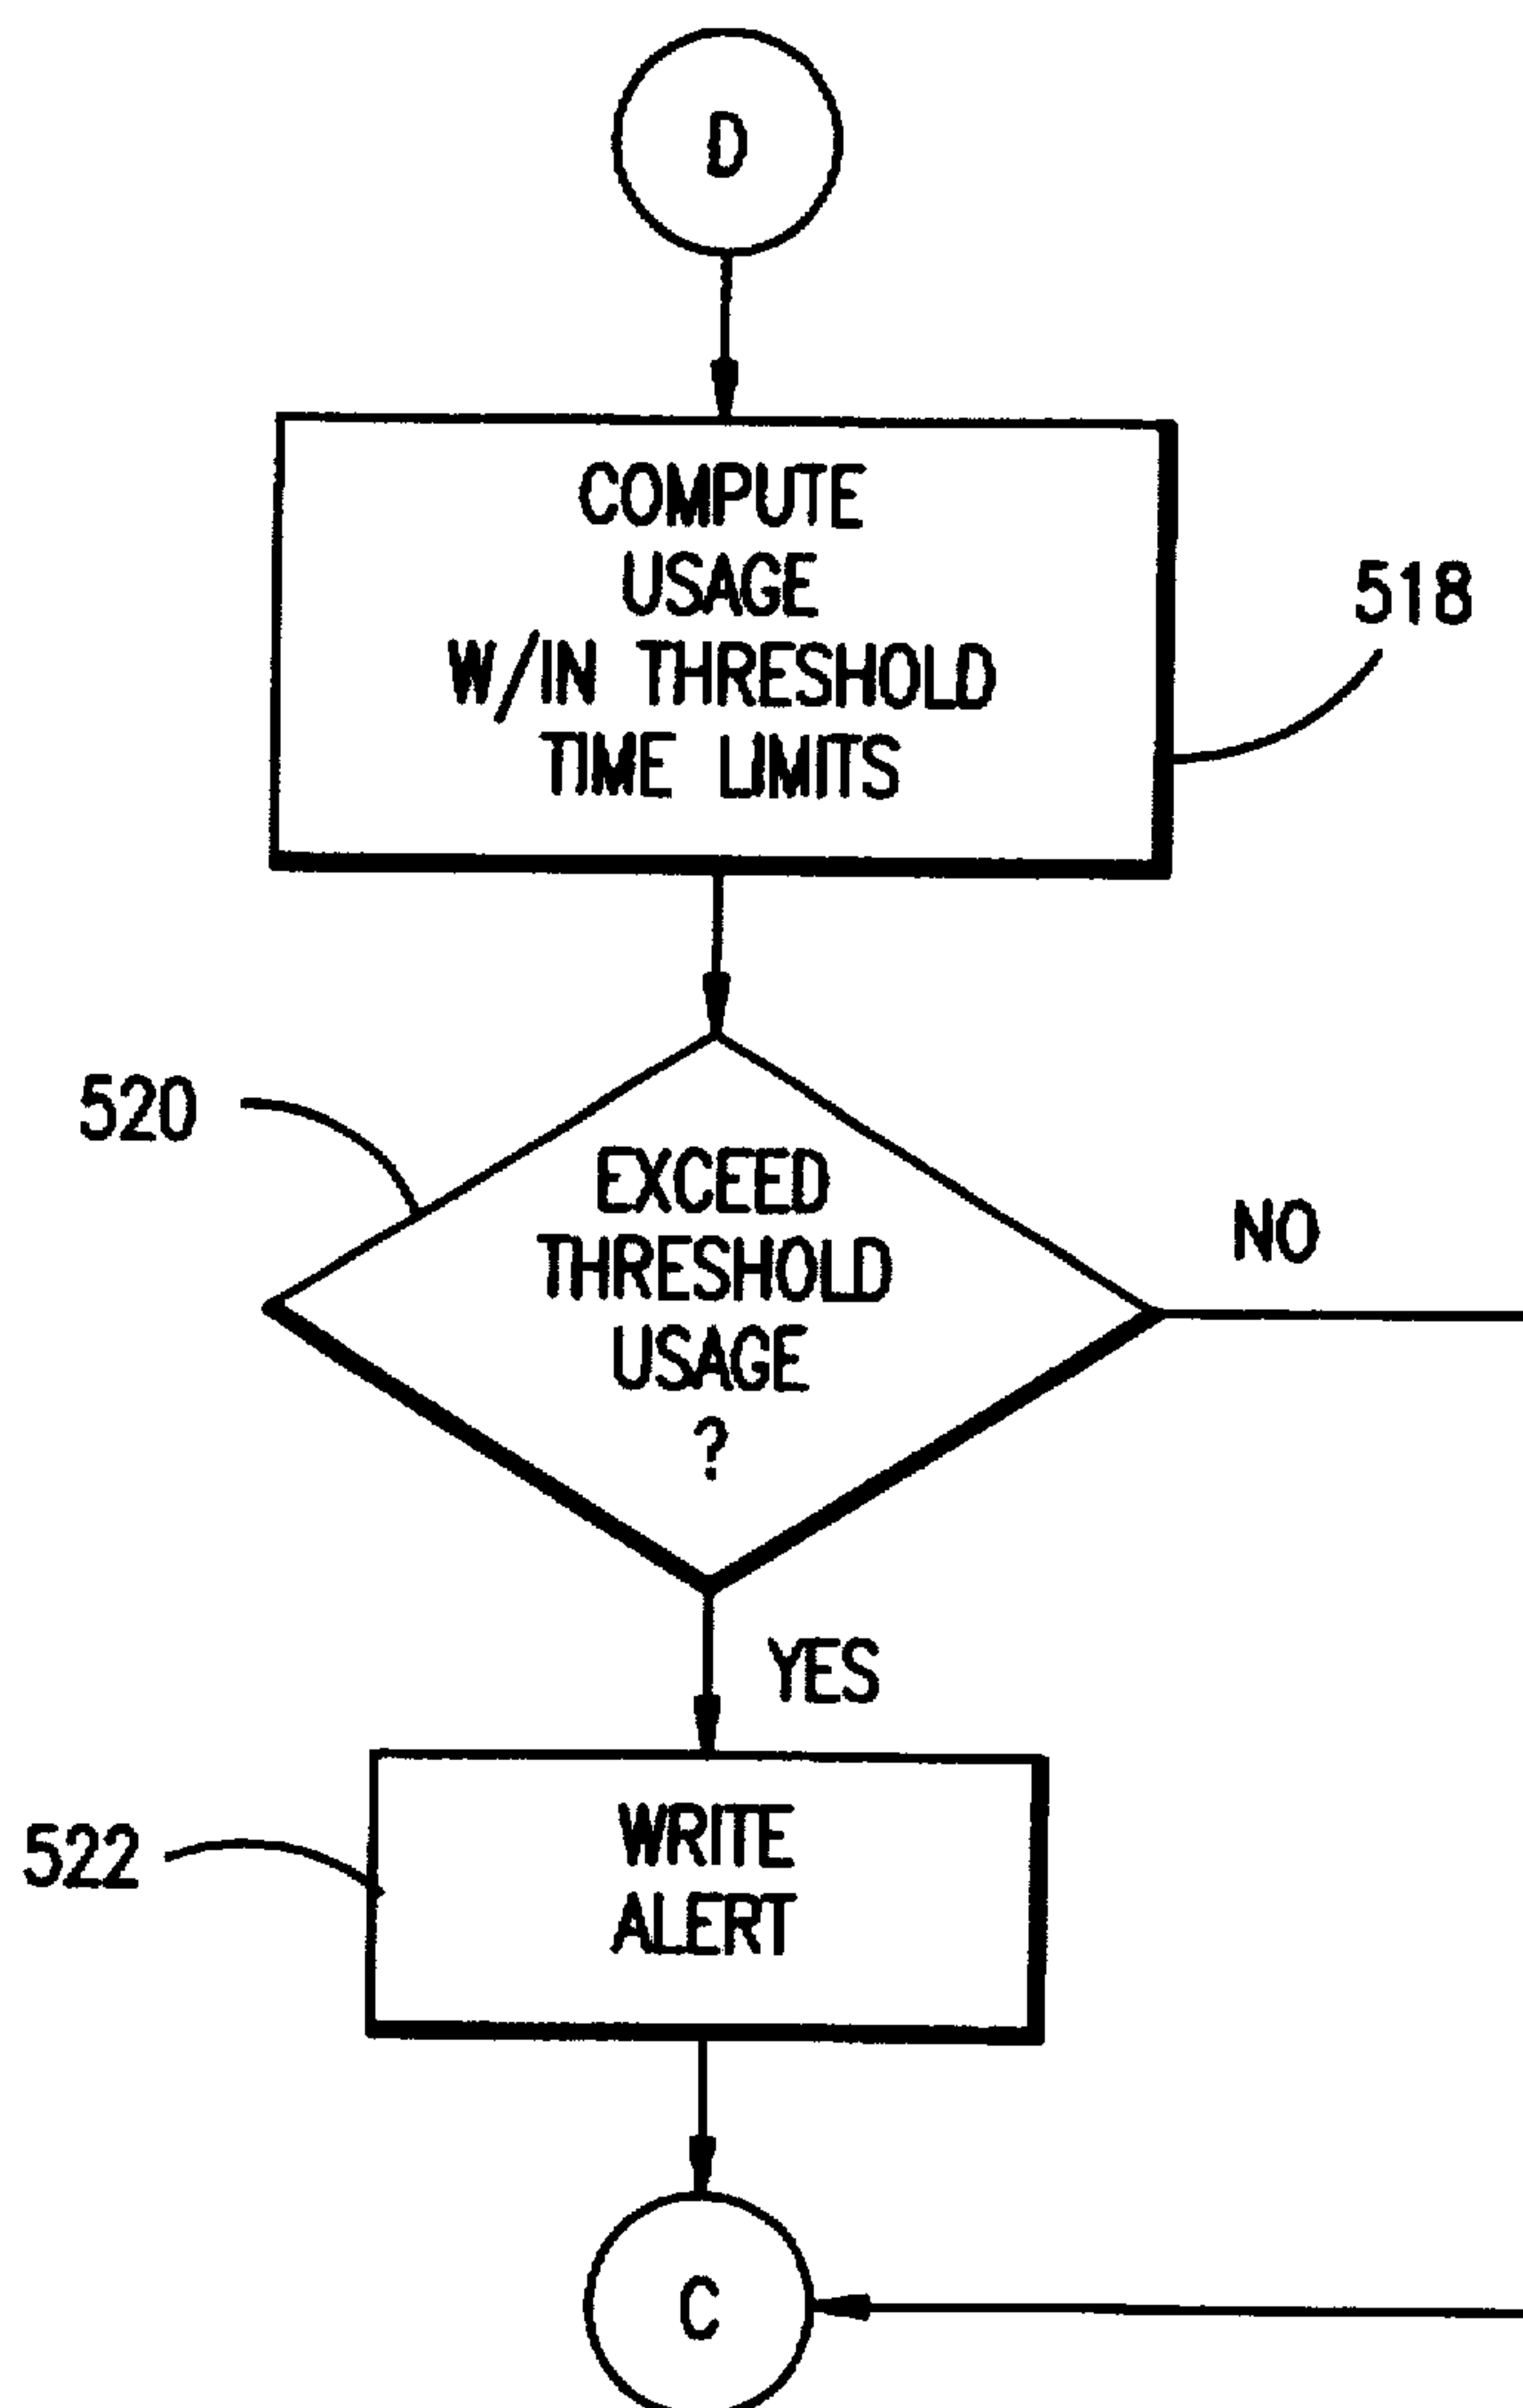 D
COMPUTE
USAGE
W/IN THRESHOLD
TIME LIMITS
518
520
EXCEED
THRESHOLD
USAGE
?
NO
YES
WRITE
ALERT
522
C